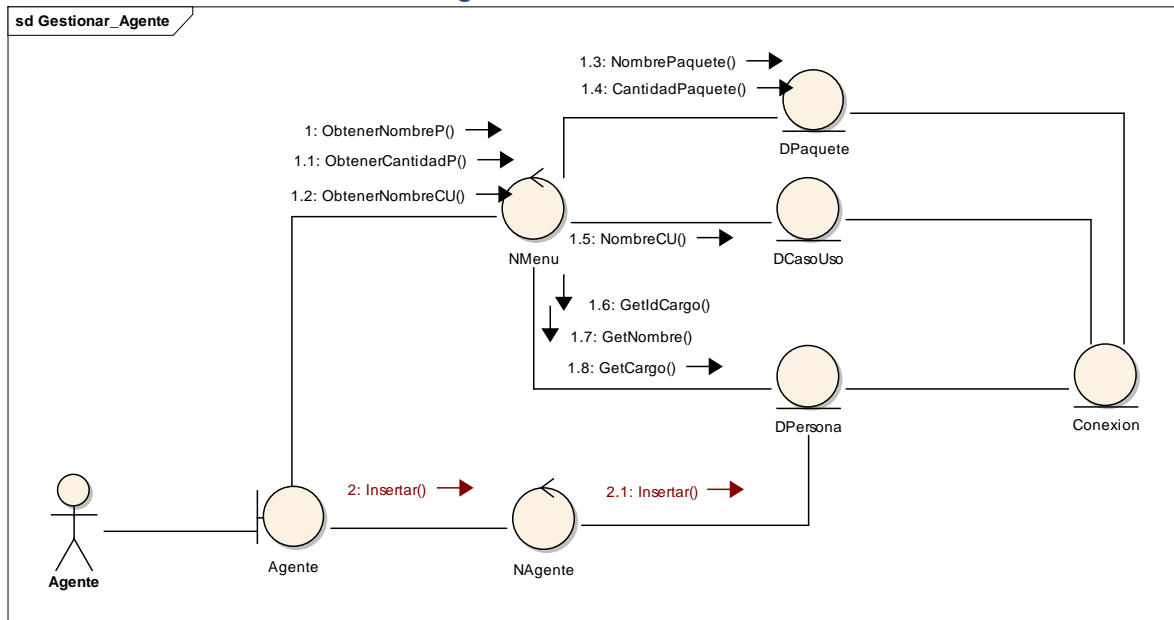 sd Gestionar_Agente
1.3: NombrePaquete()
1.4: CantidadPaquete()
1: ObtenerNombreP()
1.1: ObtenerCantidadP()
1.2: ObtenerNombreCU()
DPaquete
1.5: NombreCU()
NMenu
DCasoUso
1.6: GetIdCargo()
1.7: GetNombre()
1.8: GetCargo()
DPersona
Conexion
2: Insertar()
2.1: Insertar()
Agente
NAgente
Agente